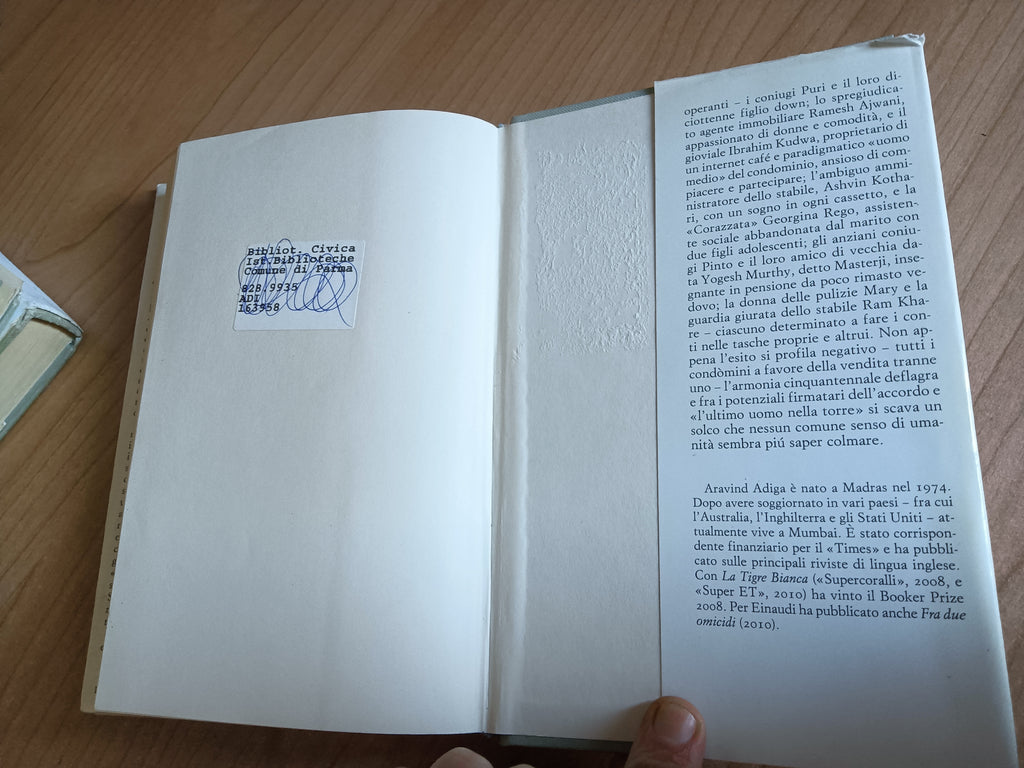 Bibliot. Civica
Ist.Biblioteche
Comune di Parma
828.9935
ADI
163958
operanti – i coniugi Puri e il loro di-
ciottenne figlio down; lo spregiudica-
to agente immobiliare Ramesh Ajwani,
appassionato di donne e comodità, e il
gioviale Ibrahim Kudwa, proprietario di
un internet café e paradigmatico «uomo
medio» del condominio, ansioso di com-
piacere e partecipare; l'ambiguo ammi-
nistratore dello stabile, Ashvin Kotha-
ri, con un sogno in ogni cassetto, e la
«Corazzata» Georgina Rego, assisten-
te sociale abbandonata dal marito con
due figli adolescenti; gli anziani coniu-
gi Pinto e il loro amico di vecchia da-
ta Yogesh Murthy, detto Masterji, inse-
gnante in pensione da poco rimasto ve-
dovo; la donna delle pulizie Mary e la
guardia giurata dello stabile Ram Kha-
re – ciascuno determinato a fare i con-
ti nelle tasche proprie e altrui. Non ap-
pena l'esito si profila negativo – tutti i
condòmini a favore della vendita tranne
uno – l'armonia cinquantennale deflagra
e fra i potenziali firmatari dell'accordo e
«l'ultimo uomo nella torre» si scava un
solco che nessun comune senso di uma-
nità sembra piú saper colmare.
Aravind Adiga è nato a Madras nel 1974.
Dopo avere soggiornato in vari paesi – fra cui
l'Australia, l'Inghilterra e gli Stati Uniti – at-
tualmente vive a Mumbai. È stato corrispon-
dente finanziario per il «Times» e ha pubbli-
cato sulle principali riviste di lingua inglese.
Con La Tigre Bianca («Supercoralli», 2008, e
«Super ET», 2010) ha vinto il Booker Prize
2008. Per Einaudi ha pubblicato anche Fra due
omicidi (2010).